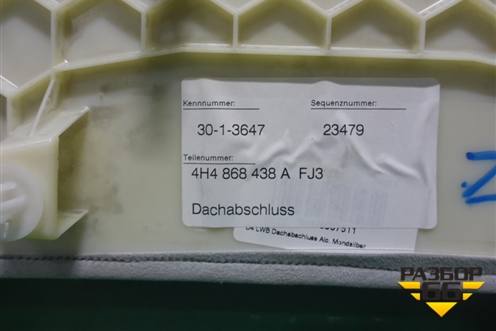 Kennnummer: Sequenznummer:
30-1-3647 23479
Teilenummer:
4H4 868 438 A FJ3
Dachabschluss
D4 LWB Dachabschluss Alc. Mondsilber
РАЗБОР
66